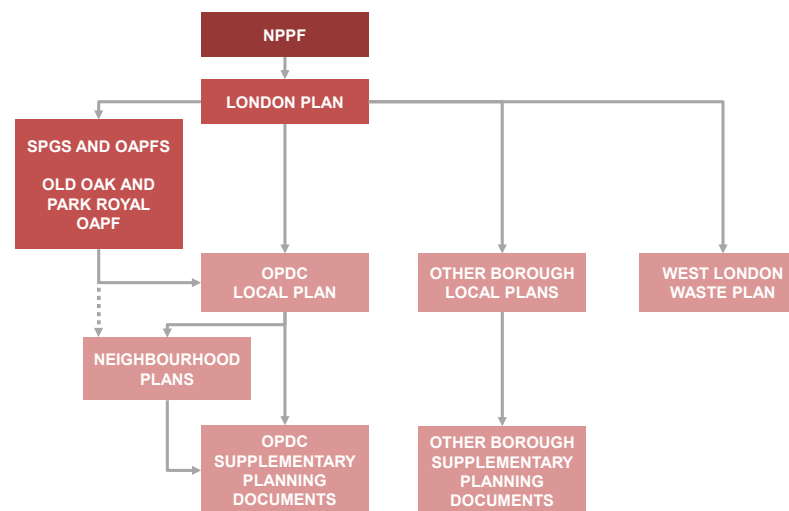 NPPF
LONDON PLAN
SPGS AND OAPFS
OLD OAK AND
PARK ROYAL
OAPF
OPDC
LOCAL PLAN
OTHER BOROUGH
LOCAL PLANS
WEST LONDON
WASTE PLAN
NEIGHBOURHOOD
PLANS
OPDC
SUPPLEMENTARY
PLANNING
DOCUMENTS
OTHER BOROUGH
SUPPLEMENTARY
PLANNING
DOCUMENTS